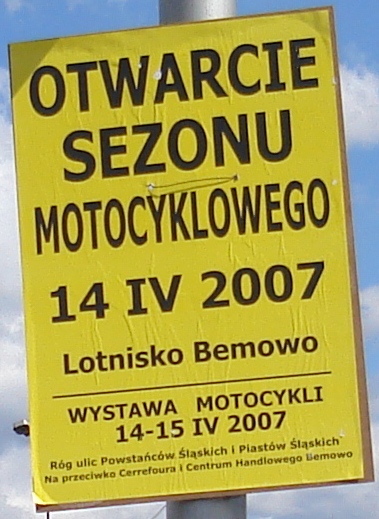 OTWARCIE
SEZONU
MOTOCYKLOWEGO
14 IV 2007
Lotnisko Bemowo
WYSTAWA MOTOCYKLI
14-15 IV 2007
Róg ulic Powstańców Śląskich i Piastów Śląskich
Na przeciwko Cerrefoura i Centrum Handlowego Bemowo